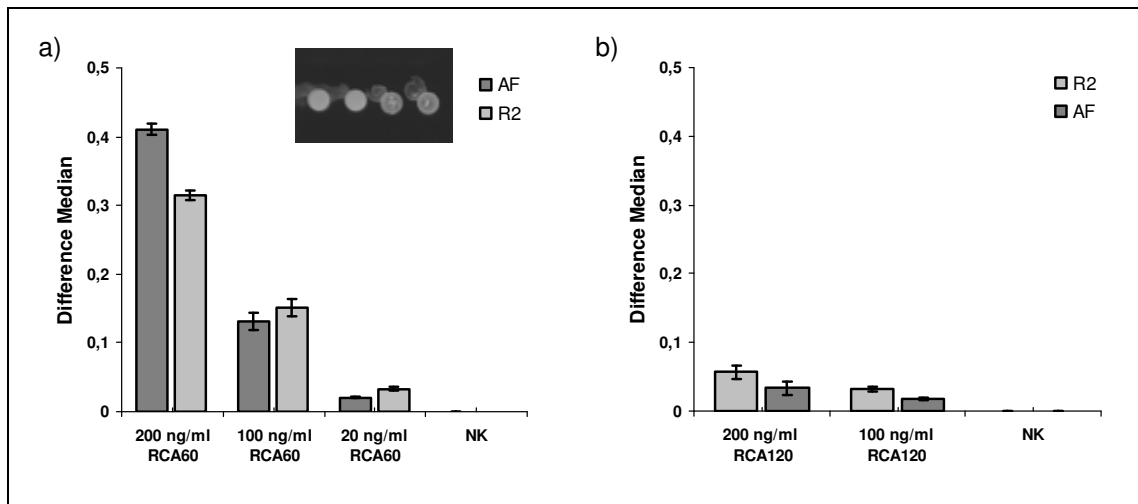 a)
Difference Median
0,5
0,4
0,3
0,2
0,1
0
AF
R2
200 ng/ml
RCA60
100 ng/ml
RCA60
20 ng/ml
RCA60
NK
b)
Difference Median
0,5
0,4
0,3
0,2
0,1
0
R2
AF
200 ng/ml
RCA120
100 ng/ml
RCA120
NK